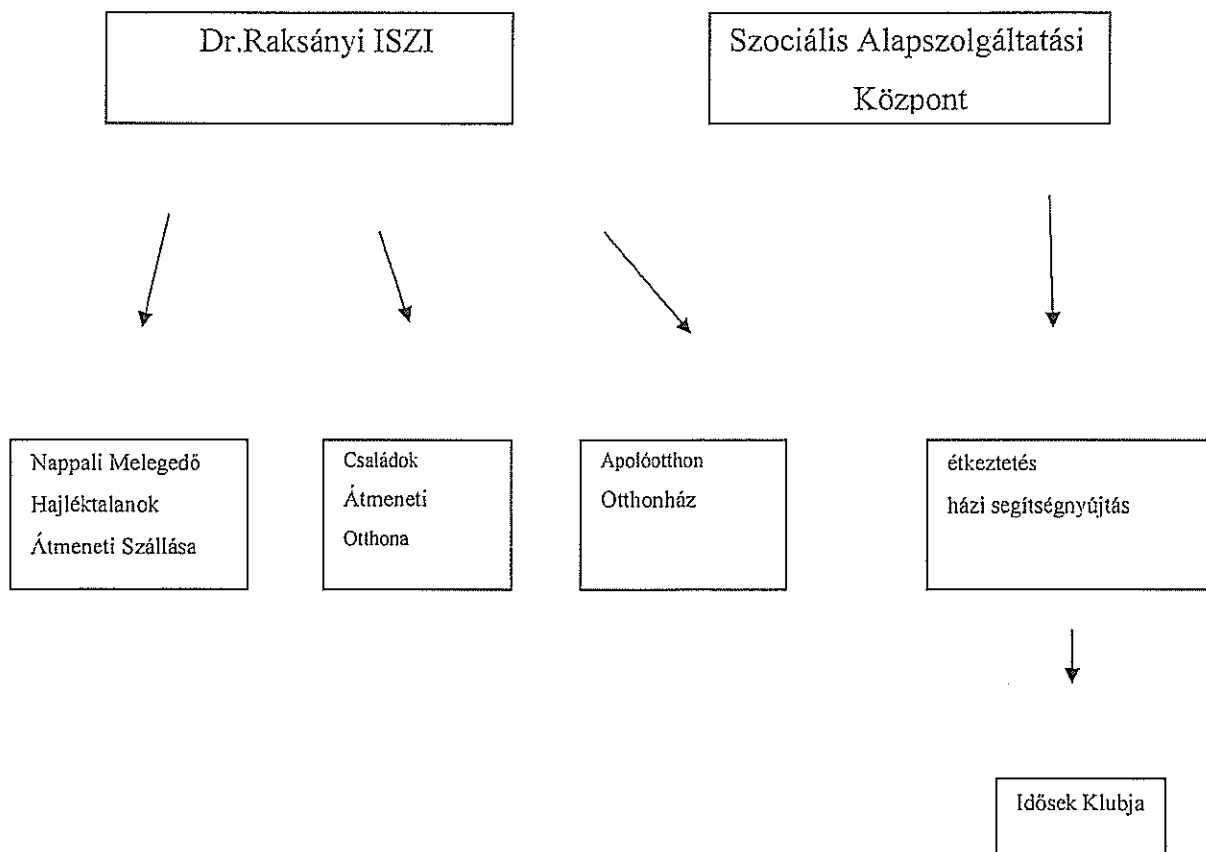 Dr.Raksányi ISZI
Szociális Alapszolgáltatási
Központ
Nappali Melegedő
Hajléktalanok
Átmeneti Szállása
Családok
Átmeneti
Otthona
Apolóotthon
Otthonház
étkeztetés
házi segítségnyújtás
Idősek Klubja